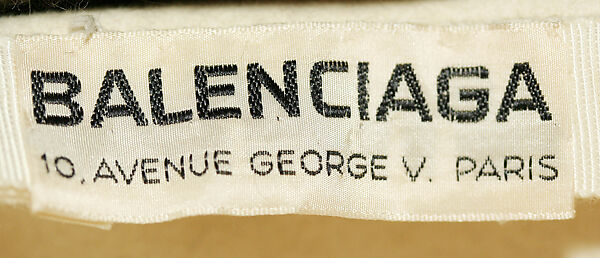 BALENCIAGA
10, AVENUE GEORGE V. PARIS